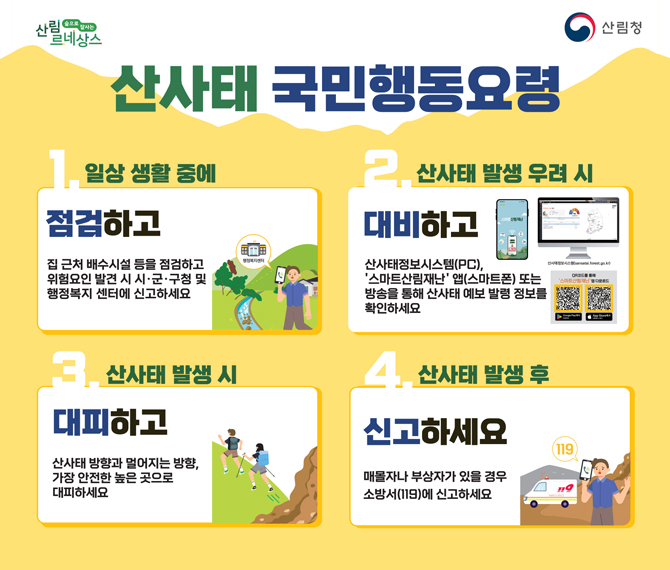 산림 숲으로 잘사는
르네상스
산림청
산사태 국민행동요령
1. 일상 생활 중에
점검하고
집 근처 배수시설 등을 점검하고
위험요인 발견 시 시·군·구청 및
행정복지 센터에 신고하세요
행정복지센터
2. 산사태 발생 우려 시
대비하고
산사태정보시스템(PC),
'스마트산림재난' 앱(스마트폰) 또는
방송을 통해 산사태 예보 발령 정보를
확인하세요
산사태정보시스템(sansatai.forest.go.kr)
QR코드를 통해
'스마트산림재난' 앱 다운로드
3. 산사태 발생 시
대피하고
산사태 방향과 멀어지는 방향,
가장 안전한 높은 곳으로
대피하세요
4. 산사태 발생 후
신고하세요
매몰자나 부상자가 있을 경우
소방서(119)에 신고하세요
119
119